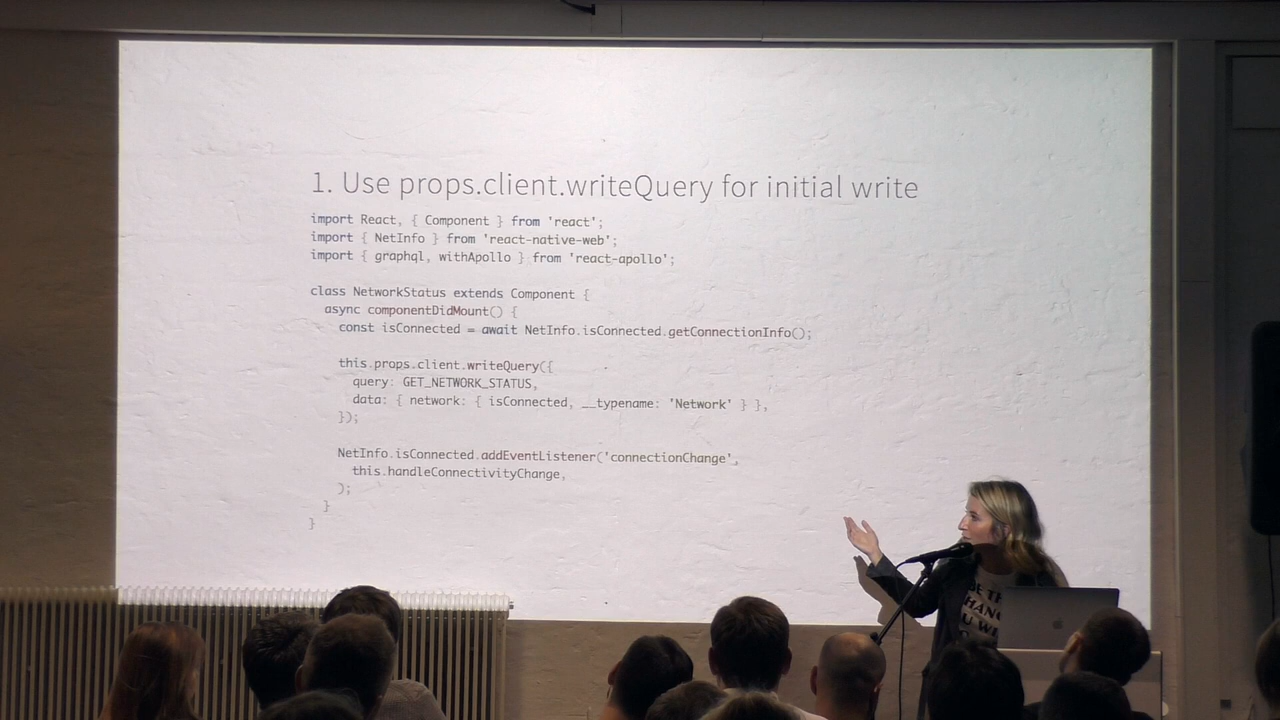 1. Use props.client.writeQuery for initial write
import React, { Component } from 'react';
import { NetInfo } from 'react-native-web';
import { graphql, withApollo } from 'react-apollo';
class NetworkStatus extends Component {
async componentDidMount() {
const isConnected = await NetInfo.isConnected.getConnectionInfo();
this.props.client.writeQuery({
query: GET_NETWORK_STATUS,
data: { network: { isConnected, __typename: 'Network' } },
});
NetInfo.isConnected.addEventListener('connectionChange',
this.handleConnectivityChange,
);
}
}